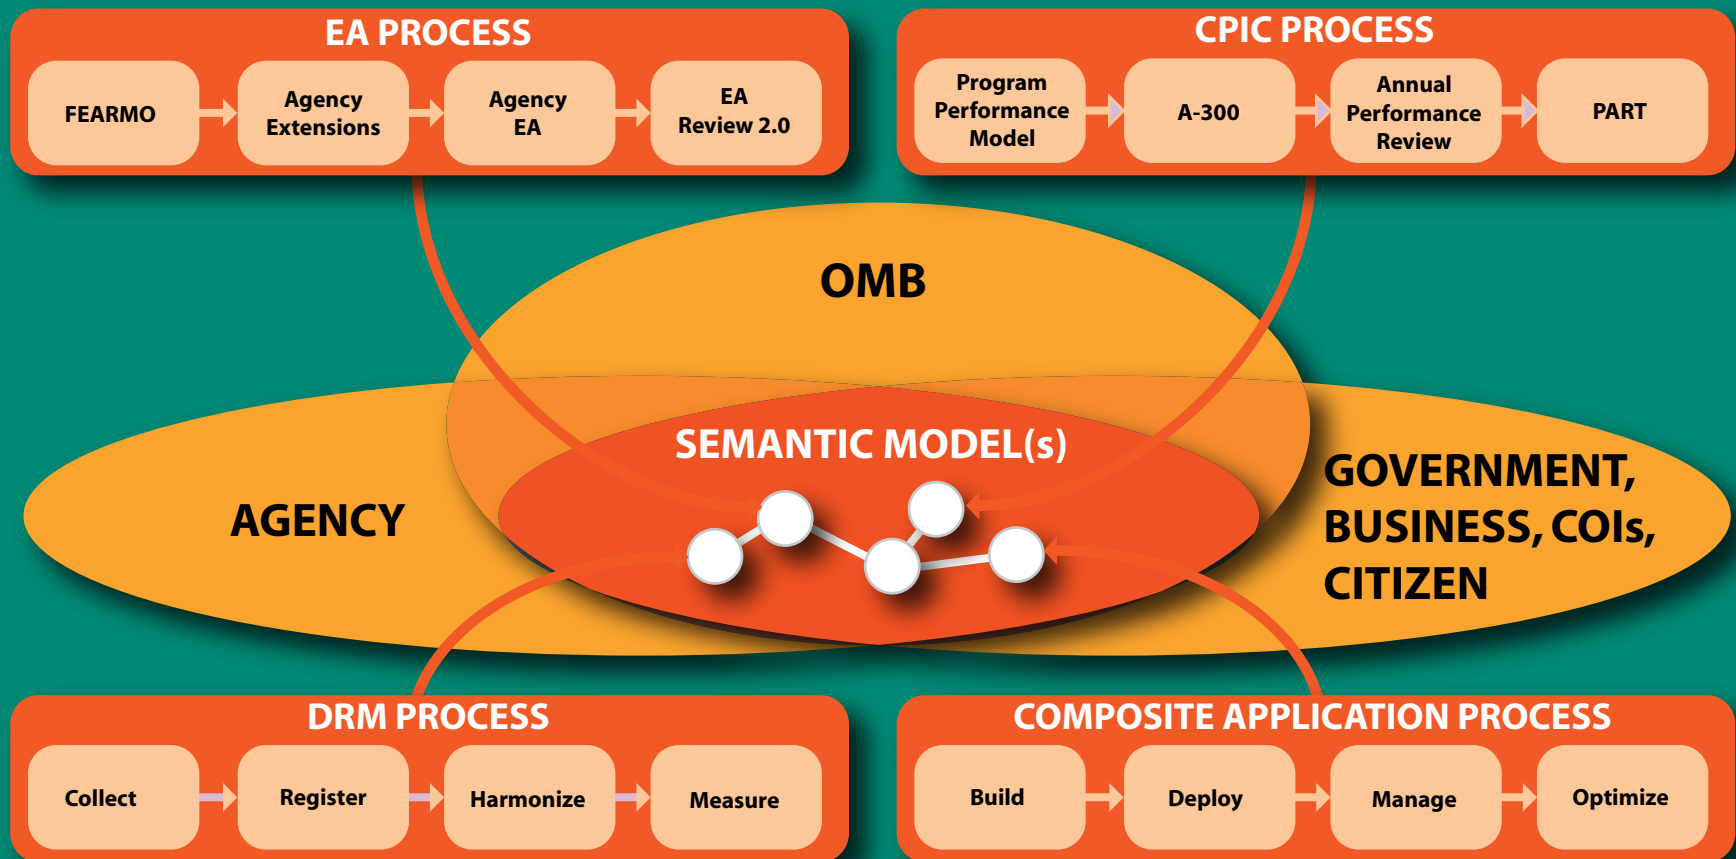 EA PROCESS
FEARMO
Agency
Extensions
Agency
EA
EA
Review 2.0
CPIC PROCESS
Program
Performance
Model
A-300
Annual
Performance
Review
PART
OMB
SEMANTIC MODEL(s)
AGENCY
GOVERNMENT,
BUSINESS, COIs,
CITIZEN
DRM PROCESS
Collect
Register
Harmonize
Measure
COMPOSITE APPLICATION PROCESS
Build
Deploy
Manage
Optimize